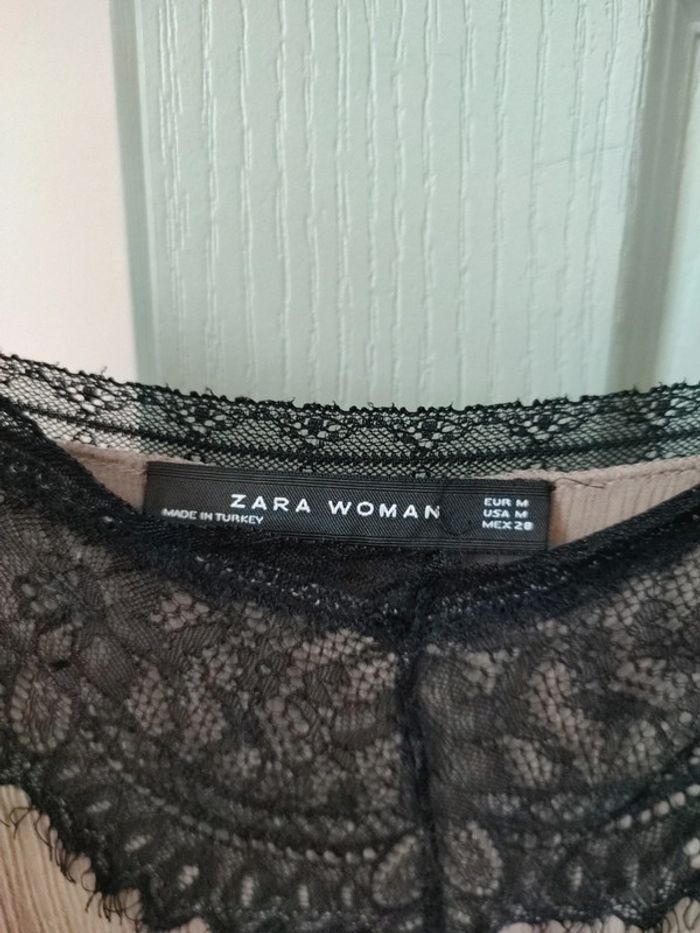 ZARA WOMAN
MADE IN TURKEY
EUR M
USA M
MEX 28